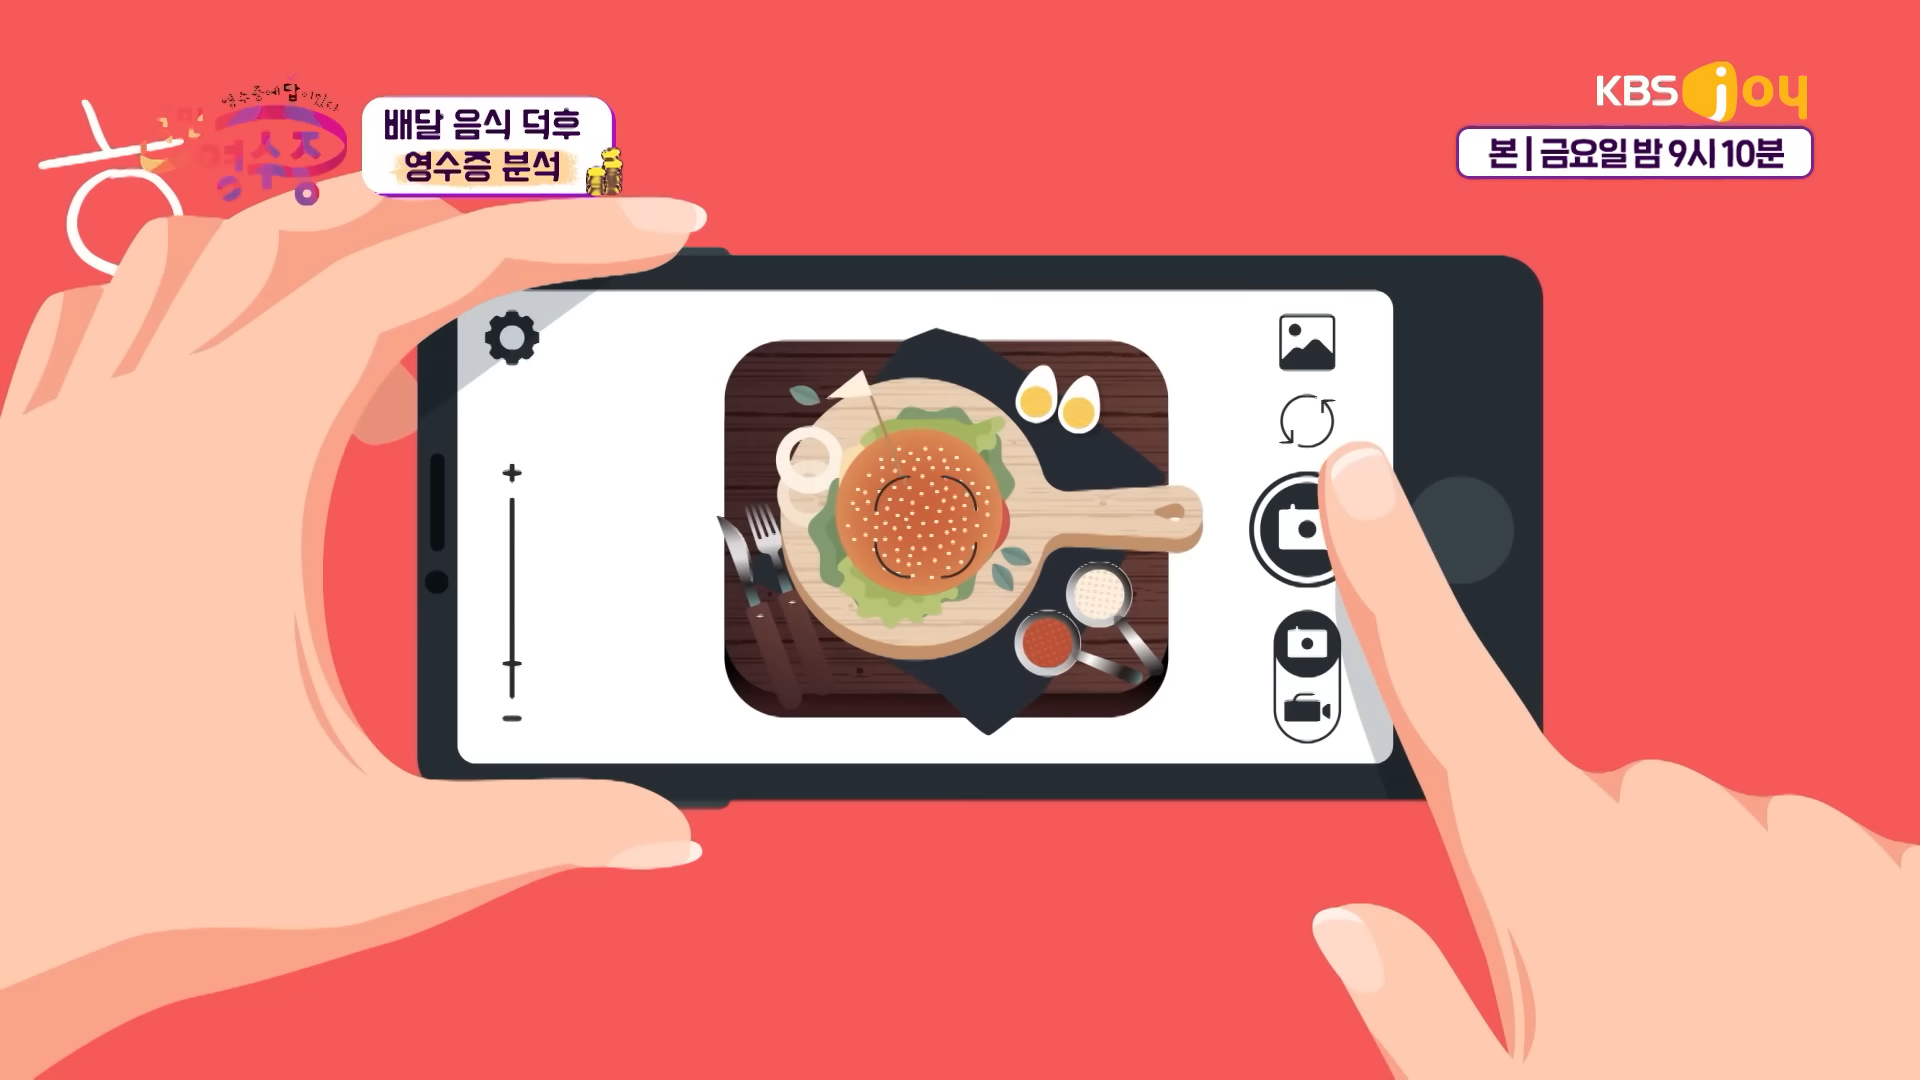 영수증에 답이 있다
영수증
배달 음식 덕후
영수증 분석
KBS joy
본 | 금요일 밤 9시 10분